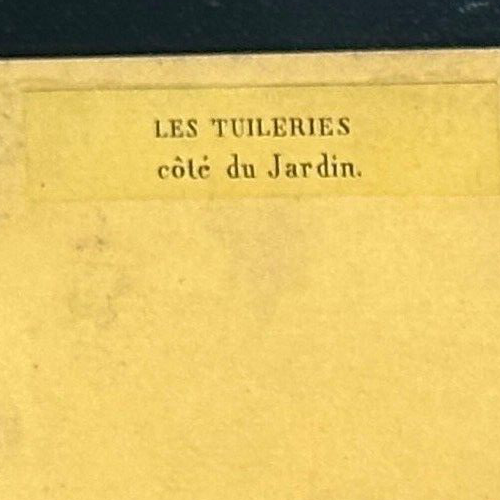 LES TUILERIES
côté du Jardin.